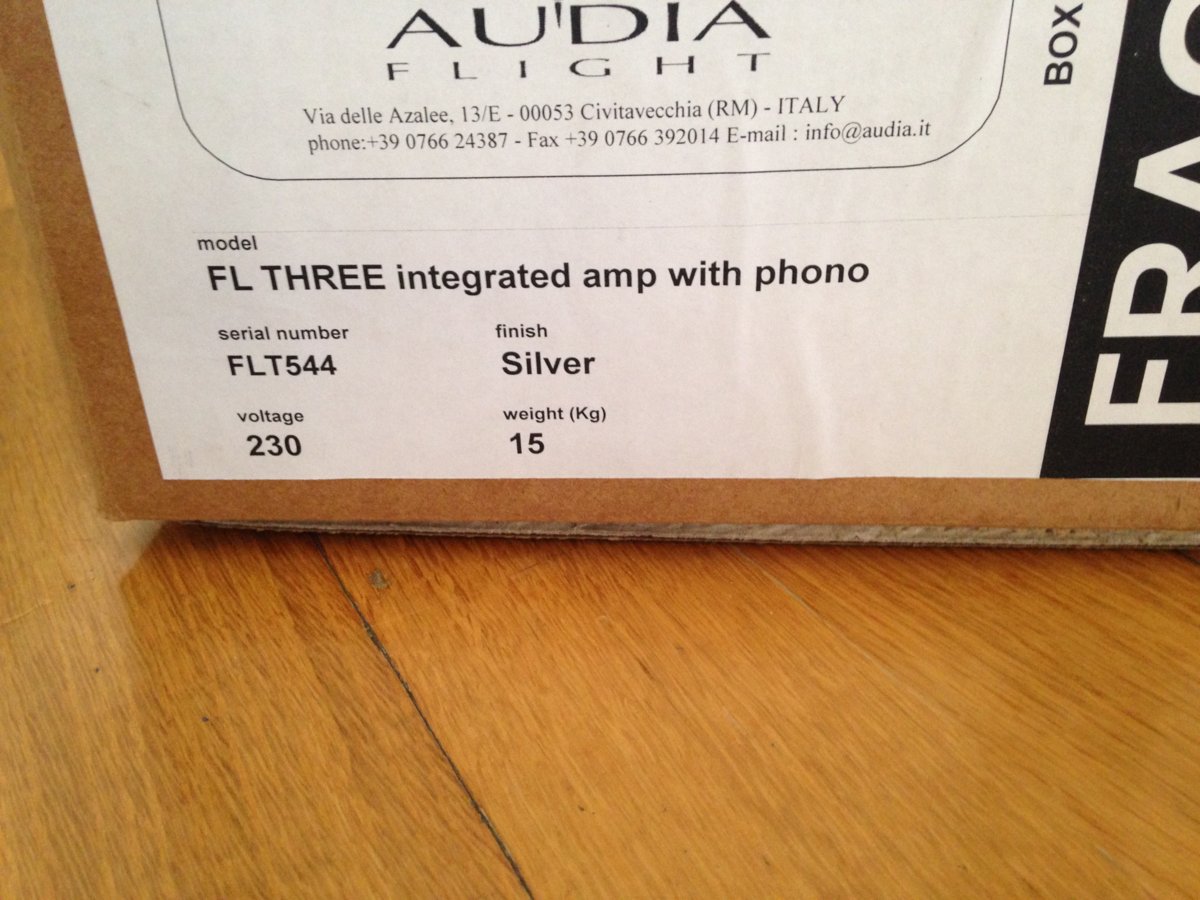 AUDIA
FLIGHT
Via delle Azalee, 13/E - 00053 Civitavecchia (RM) - ITALY
phone:+39 0766 24387 - Fax +39 0766 392014 E-mail : info@audia.it
model
FL THREE integrated amp with phono
serial number
FLT544
finish
Silver
voltage
230
weight (Kg)
15
BOX